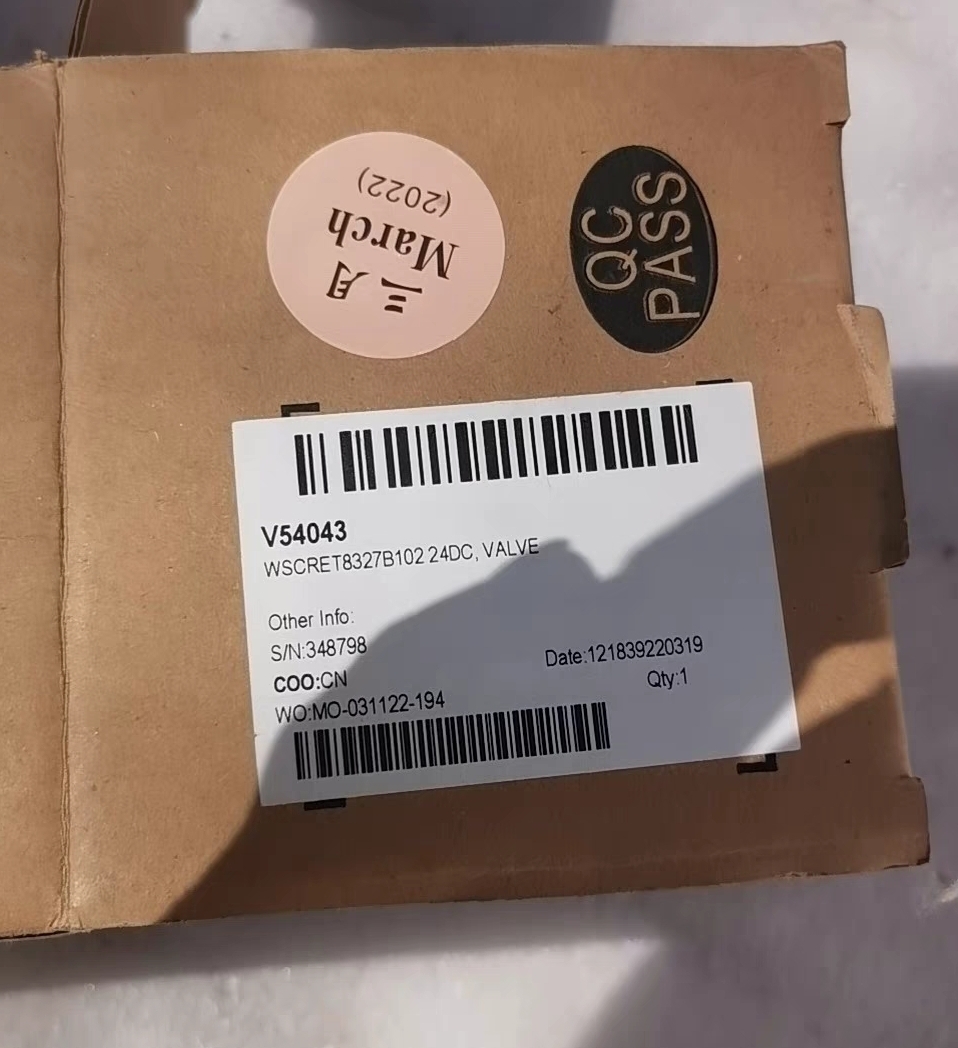 三月
March
(2022)
QC
PASS
V54043
WSCRET8327B102 24DC, VALVE
Other Info:
S/N:348798
COO:CN
WO:MO-031122-194
Date:121839220319
Qty:1